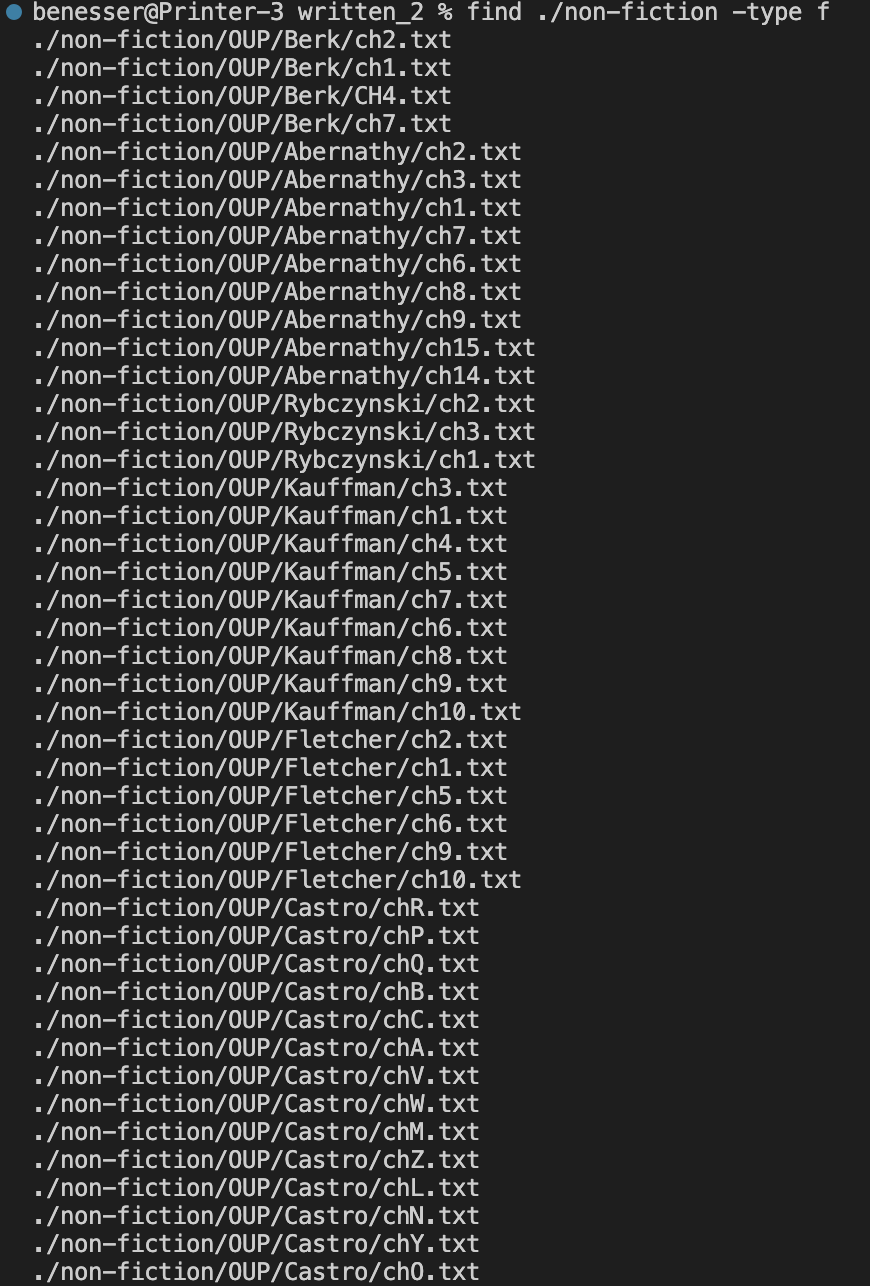 benesser@Printer-3 written_2 % find ./non-fiction -type f
./non-fiction/OUP/Berk/ch2.txt
./non-fiction/OUP/Berk/ch1.txt
./non-fiction/OUP/Berk/CH4.txt
./non-fiction/OUP/Berk/ch7.txt
./non-fiction/OUP/Abernathy/ch2.txt
./non-fiction/OUP/Abernathy/ch3.txt
./non-fiction/OUP/Abernathy/ch1.txt
./non-fiction/OUP/Abernathy/ch7.txt
./non-fiction/OUP/Abernathy/ch6.txt
./non-fiction/OUP/Abernathy/ch8.txt
./non-fiction/OUP/Abernathy/ch9.txt
./non-fiction/OUP/Abernathy/ch15.txt
./non-fiction/OUP/Abernathy/ch14.txt
./non-fiction/OUP/Rybczynski/ch2.txt
./non-fiction/OUP/Rybczynski/ch3.txt
./non-fiction/OUP/Rybczynski/ch1.txt
./non-fiction/OUP/Kauffman/ch3.txt
./non-fiction/OUP/Kauffman/ch1.txt
./non-fiction/OUP/Kauffman/ch4.txt
./non-fiction/OUP/Kauffman/ch5.txt
./non-fiction/OUP/Kauffman/ch7.txt
./non-fiction/OUP/Kauffman/ch6.txt
./non-fiction/OUP/Kauffman/ch8.txt
./non-fiction/OUP/Kauffman/ch9.txt
./non-fiction/OUP/Kauffman/ch10.txt
./non-fiction/OUP/Fletcher/ch2.txt
./non-fiction/OUP/Fletcher/ch1.txt
./non-fiction/OUP/Fletcher/ch5.txt
./non-fiction/OUP/Fletcher/ch6.txt
./non-fiction/OUP/Fletcher/ch9.txt
./non-fiction/OUP/Fletcher/ch10.txt
./non-fiction/OUP/Castro/chR.txt
./non-fiction/OUP/Castro/chP.txt
./non-fiction/OUP/Castro/chQ.txt
./non-fiction/OUP/Castro/chB.txt
./non-fiction/OUP/Castro/chC.txt
./non-fiction/OUP/Castro/chA.txt
./non-fiction/OUP/Castro/chV.txt
./non-fiction/OUP/Castro/chW.txt
./non-fiction/OUP/Castro/chM.txt
./non-fiction/OUP/Castro/chZ.txt
./non-fiction/OUP/Castro/chL.txt
./non-fiction/OUP/Castro/chN.txt
./non-fiction/OUP/Castro/chY.txt
./non-fiction/OUP/Castro/chO.txt